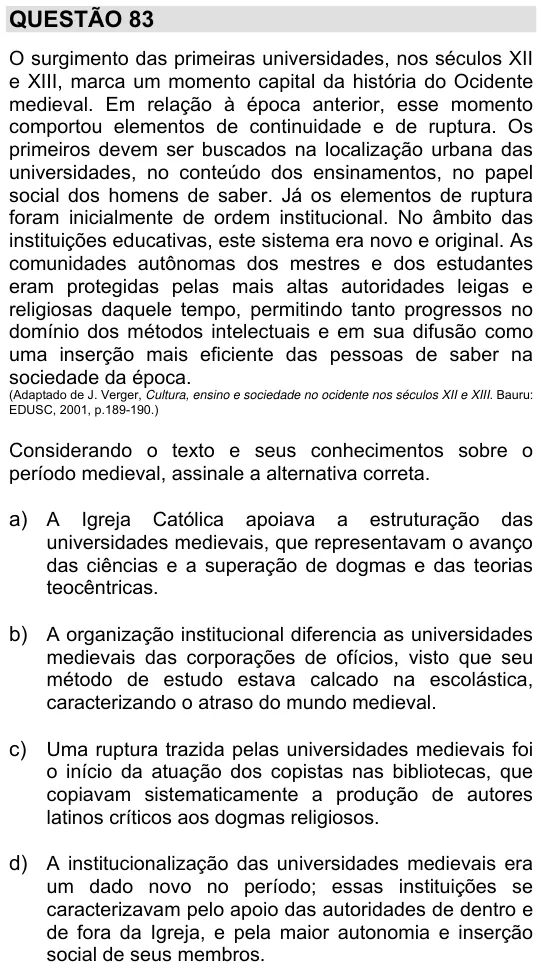 QUESTÃO 83
O surgimento das primeiras universidades, nos séculos XII
e XIII, marca um momento capital da história do Ocidente
medieval. Em relação à época anterior, esse momento
comportou elementos de continuidade e de ruptura. Os
primeiros devem ser buscados na localização urbana das
universidades, no conteúdo dos ensinamentos, no papel
social dos homens de saber. Já os elementos de ruptura
foram inicialmente de ordem institucional. No âmbito das
instituições educativas, este sistema era novo e original. As
comunidades autônomas dos mestres e dos estudantes
eram protegidas pelas mais altas autoridades leigas e
religiosas daquele tempo, permitindo tanto progressos no
domínio dos métodos intelectuais e em sua difusão como
uma inserção mais eficiente das pessoas de saber na
sociedade da época.
(Adaptado de J. Verger, Cultura, ensino e sociedade no ocidente nos séculos XII e XIII. Bauru:
EDUSC, 2001, p.189-190.)
Considerando o texto e seus conhecimentos sobre o
período medieval, assinale a alternativa correta.
a) A Igreja Católica apoiava a estruturação das
universidades medievais, que representavam o avanço
das ciências e a superação de dogmas e das teorias
teocêntricas.
b) A organização institucional diferencia as universidades
medievais das corporações de ofícios, visto que seu
método de estudo estava calcado na escolástica,
caracterizando o atraso do mundo medieval.
c) Uma ruptura trazida pelas universidades medievais foi
o início da atuação dos copistas nas bibliotecas, que
copiavam sistematicamente a produção de autores
latinos críticos aos dogmas religiosos.
d) A institucionalização das universidades medievais era
um dado novo no período; essas instituições se
caracterizavam pelo apoio das autoridades de dentro e
de fora da Igreja, e pela maior autonomia e inserção
social de seus membros.